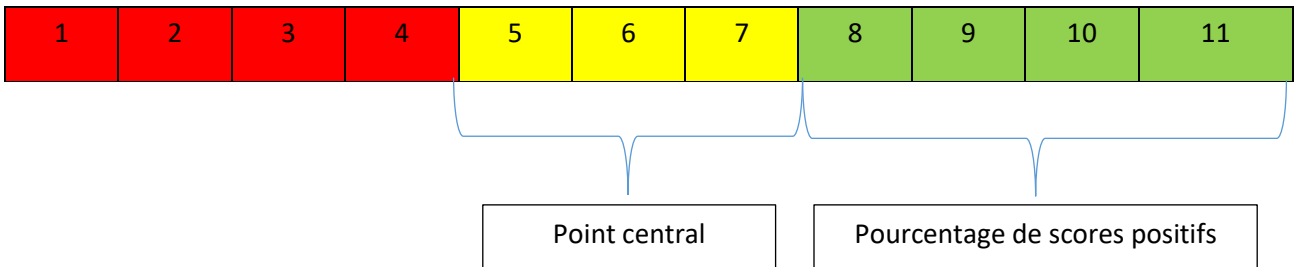 1 2 3 4 5 6 7 8 9 10 11
Point central Pourcentage de scores positifs